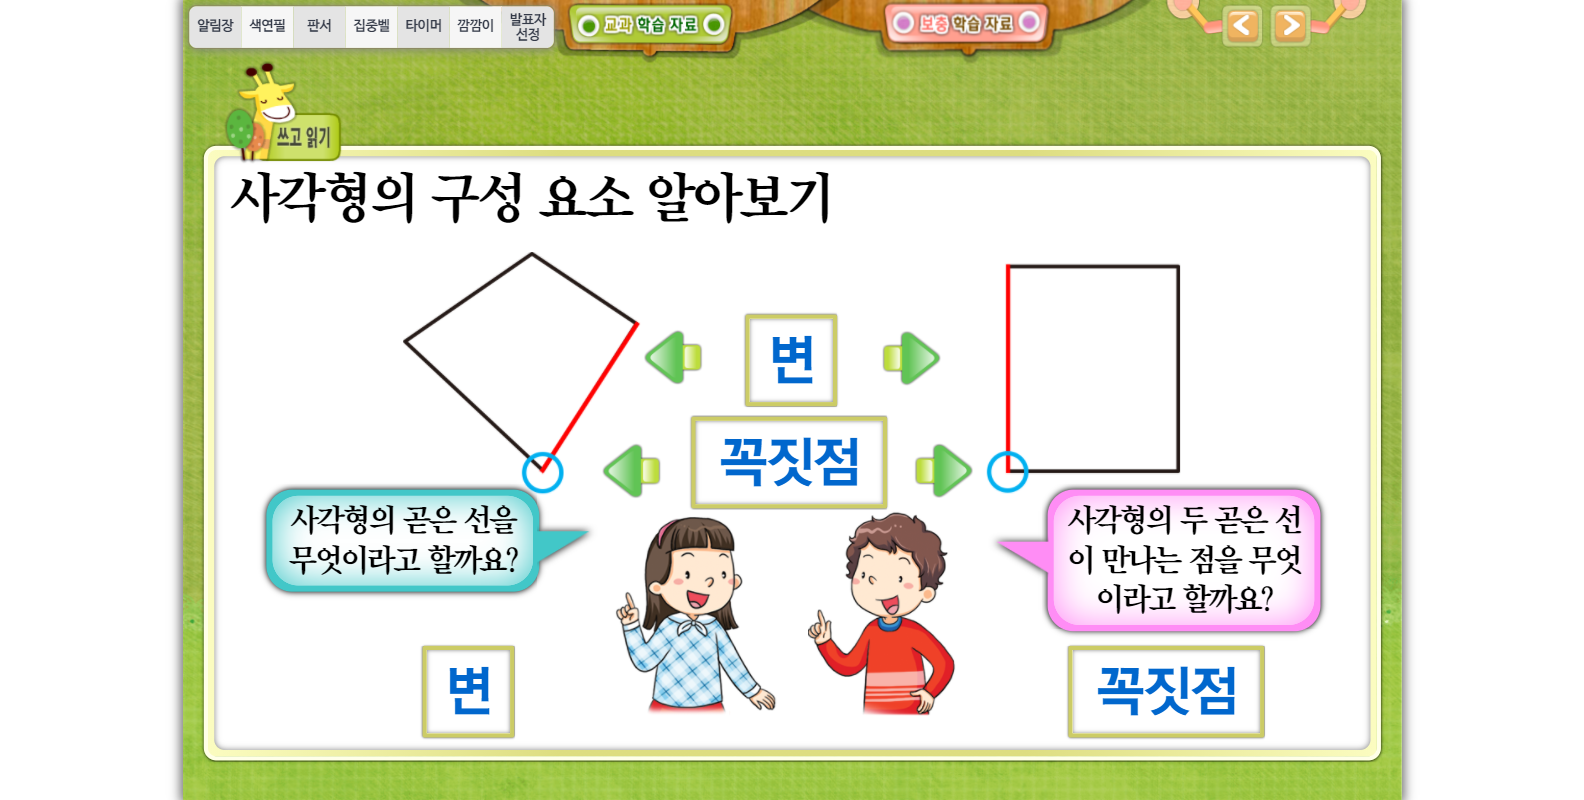 알림장 색연필 판서 집중벨 타이머 깜깜이 발표자
선정
교과 학습 자료
보충 학습 자료
쓰고 읽기
사각형의 구성 요소 알아보기
변
꼭짓점
사각형의 곧은 선을
무엇이라고 할까요?
사각형의 두 곧은 선
이 만나는 점을 무엇
이라고 할까요?
변
꼭짓점